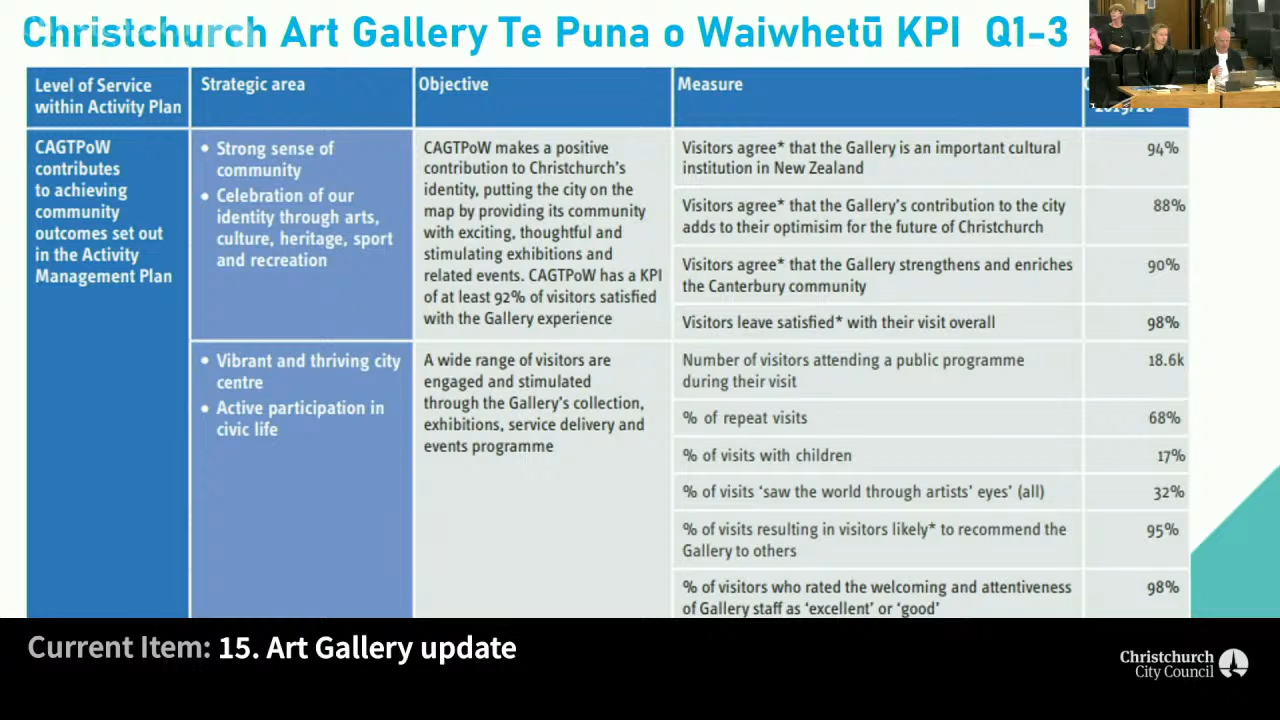 Christchurch Art Gallery Te Puna o Waiwhetū KPI Q1-3
Level of Service
within Activity Plan
Strategic area
Objective
Measure
CAGTPoW
contributes
to achieving
community
outcomes set out
in the Activity
Management Plan
• Strong sense of
community
• Celebration of our
identity through arts,
culture, heritage, sport
and recreation
CAGTPoW makes a positive
contribution to Christchurch's
identity, putting the city on the
map by providing its community
with exciting, thoughtful and
stimulating exhibitions and
related events. CAGTPoW has a KPI
of at least 92% of visitors satisfied
with the Gallery experience
Visitors agree* that the Gallery is an important cultural
institution in New Zealand
94%
Visitors agree* that the Gallery's contribution to the city
adds to their optimisim for the future of Christchurch
88%
Visitors agree* that the Gallery strengthens and enriches
the Canterbury community
90%
Visitors leave satisfied* with their visit overall
98%
• Vibrant and thriving city
centre
• Active participation in
civic life
A wide range of visitors are
engaged and stimulated
through the Gallery's collection,
exhibitions, service delivery and
events programme
Number of visitors attending a public programme
during their visit
18.6k
% of repeat visits
68%
% of visits with children
17%
% of visits 'saw the world through artists' eyes' (all)
32%
% of visits resulting in visitors likely* to recommend the
Gallery to others
95%
% of visitors who rated the welcoming and attentiveness
of Gallery staff as 'excellent' or 'good'
98%
Current Item: 15. Art Gallery update
Christchurch
City Council